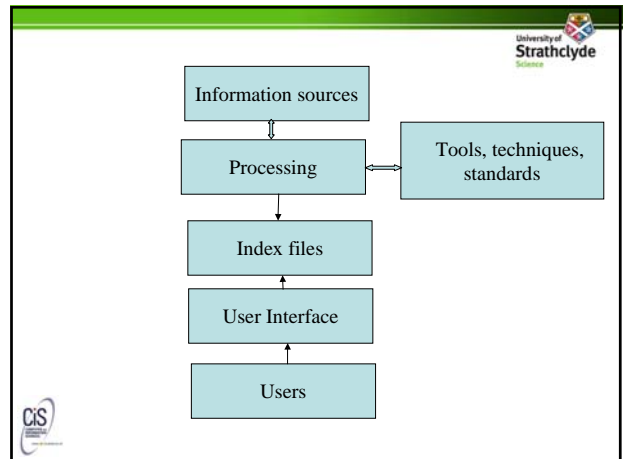 University of
Strathclyde
Science
Information sources
Processing
Tools, techniques,
standards
Index files
User Interface
Users
CiS